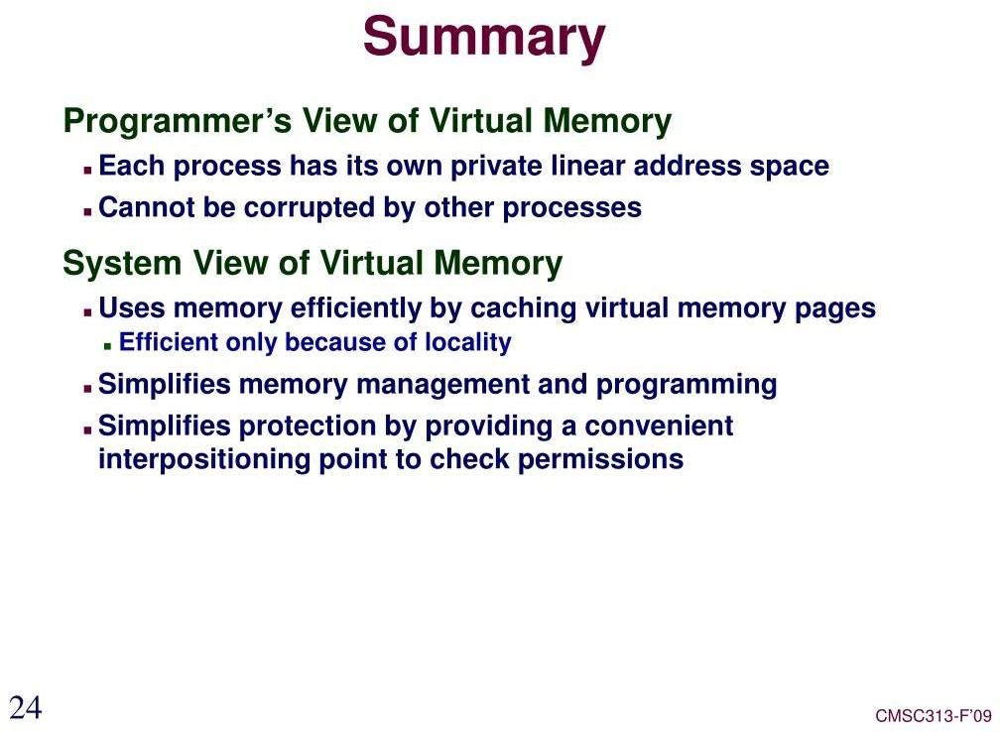 Summary
Programmer’s View of Virtual Memory
Each process has its own private linear address space
Cannot be corrupted by other processes
System View of Virtual Memory
Uses memory efficiently by caching virtual memory pages
Efficient only because of locality
Simplifies memory management and programming
Simplifies protection by providing a convenient
interpositioning point to check permissions
24
CMSC313-F’09